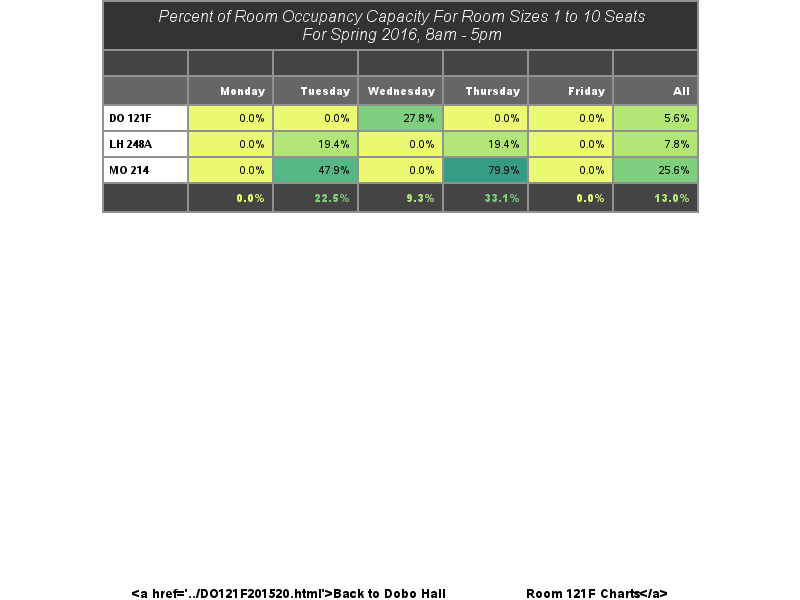 Percent of Room Occupancy Capacity For Room Sizes 1 to 10 Seats
For Spring 2016, 8am - 5pm
Monday Tuesday Wednesday Thursday Friday All
DO 121F 0.0% 0.0% 27.8% 0.0% 0.0% 5.6%
LH 248A 0.0% 19.4% 0.0% 19.4% 0.0% 7.8%
MO 214 0.0% 47.9% 0.0% 79.9% 0.0% 25.6%
0.0% 22.5% 9.3% 33.1% 0.0% 13.0%
<a href='../DO121F201520.html'>Back to Dobo Hall Room 121F Charts</a>